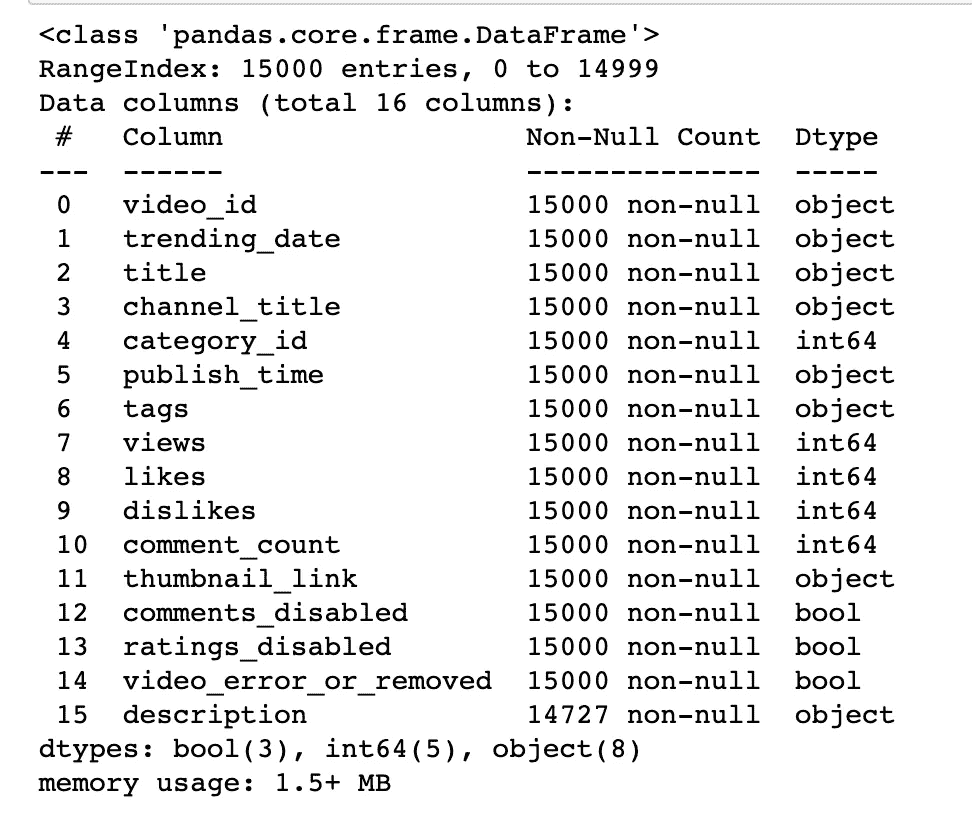 <class 'pandas.core.frame.DataFrame'>
RangeIndex: 15000 entries, 0 to 14999
Data columns (total 16 columns):
 #   Column                  Non-Null Count  Dtype
---  ------                  --------------  -----
 0   video_id                15000 non-null  object
 1   trending_date           15000 non-null  object
 2   title                   15000 non-null  object
 3   channel_title           15000 non-null  object
 4   category_id             15000 non-null  int64
 5   publish_time            15000 non-null  object
 6   tags                    15000 non-null  object
 7   views                   15000 non-null  int64
 8   likes                   15000 non-null  int64
 9   dislikes                15000 non-null  int64
 10  comment_count           15000 non-null  int64
 11  thumbnail_link          15000 non-null  object
 12  comments_disabled       15000 non-null  bool
 13  ratings_disabled        15000 non-null  bool
 14  video_error_or_removed  15000 non-null  bool
 15  description             14727 non-null  object
dtypes: bool(3), int64(5), object(8)
memory usage: 1.5+ MB